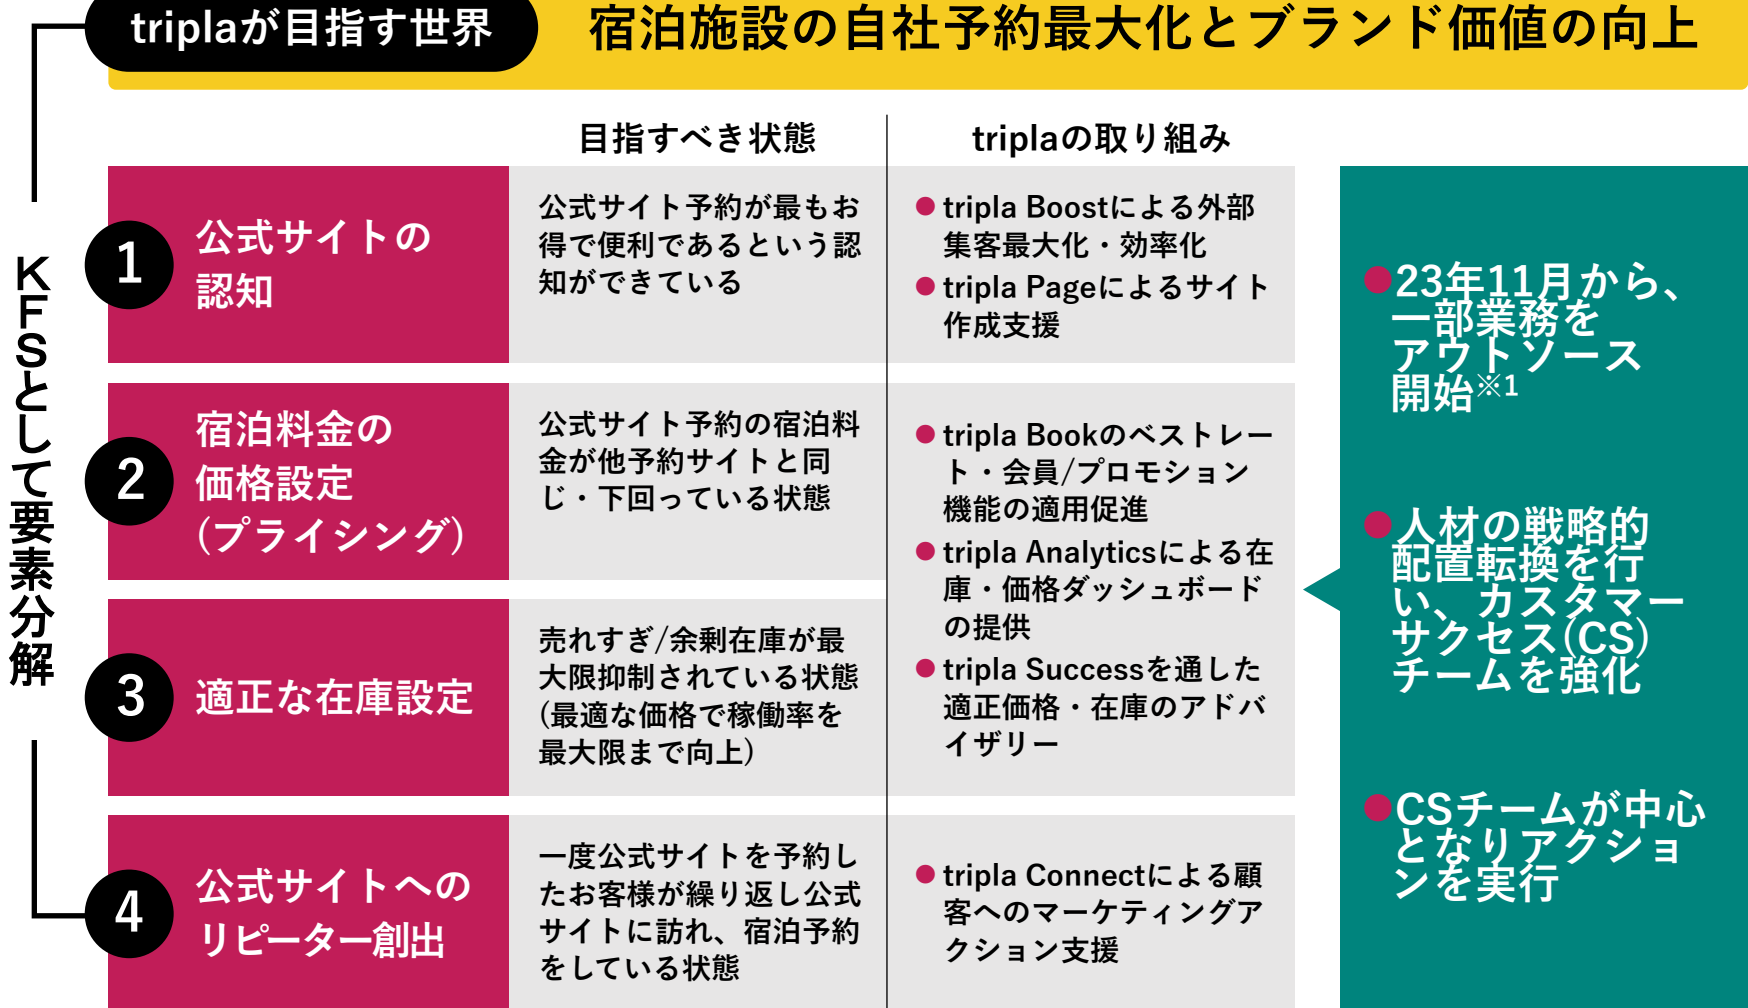 triplaが目指す世界
宿泊施設の自社予約最大化とブランド価値の向上
KFSとして要素分解
目指すべき状態
triplaの取り組み
1
公式サイトの
認知
公式サイト予約が最もお
得で便利であるという認
知ができている
●tripla Boostによる外部
集客最大化・効率化
●tripla Pageによるサイト
作成支援
2
宿泊料金の
価格設定
(プライシング)
公式サイト予約の宿泊料
金が他予約サイトと同
じ・下回っている状態
●tripla Bookのベストレー
ト・会員/プロモション
機能の適用促進
●tripla Analyticsによる在
庫・価格ダッシュボード
の提供
●tripla Successを通した
適正価格・在庫のアドバ
イザリー
3
適正な在庫設定
売れすぎ/余剰在庫が最
大限抑制されている状態
(最適な価格で稼働率を
最大限まで向上)
4
公式サイトへの
リピーター創出
一度公式サイトを予約し
たお客様が繰り返し公式
サイトに訪れ、宿泊予約
をしている状態
●tripla Connectによる顧
客へのマーケティングア
クション支援
●23年11月から、
一部業務を
アウトソース
開始※1
●人材の戦略的
配置転換を行
い、カスタマー
サクセス(CS)
チームを強化
●CSチームが中心
となりアクショ
ンを実行